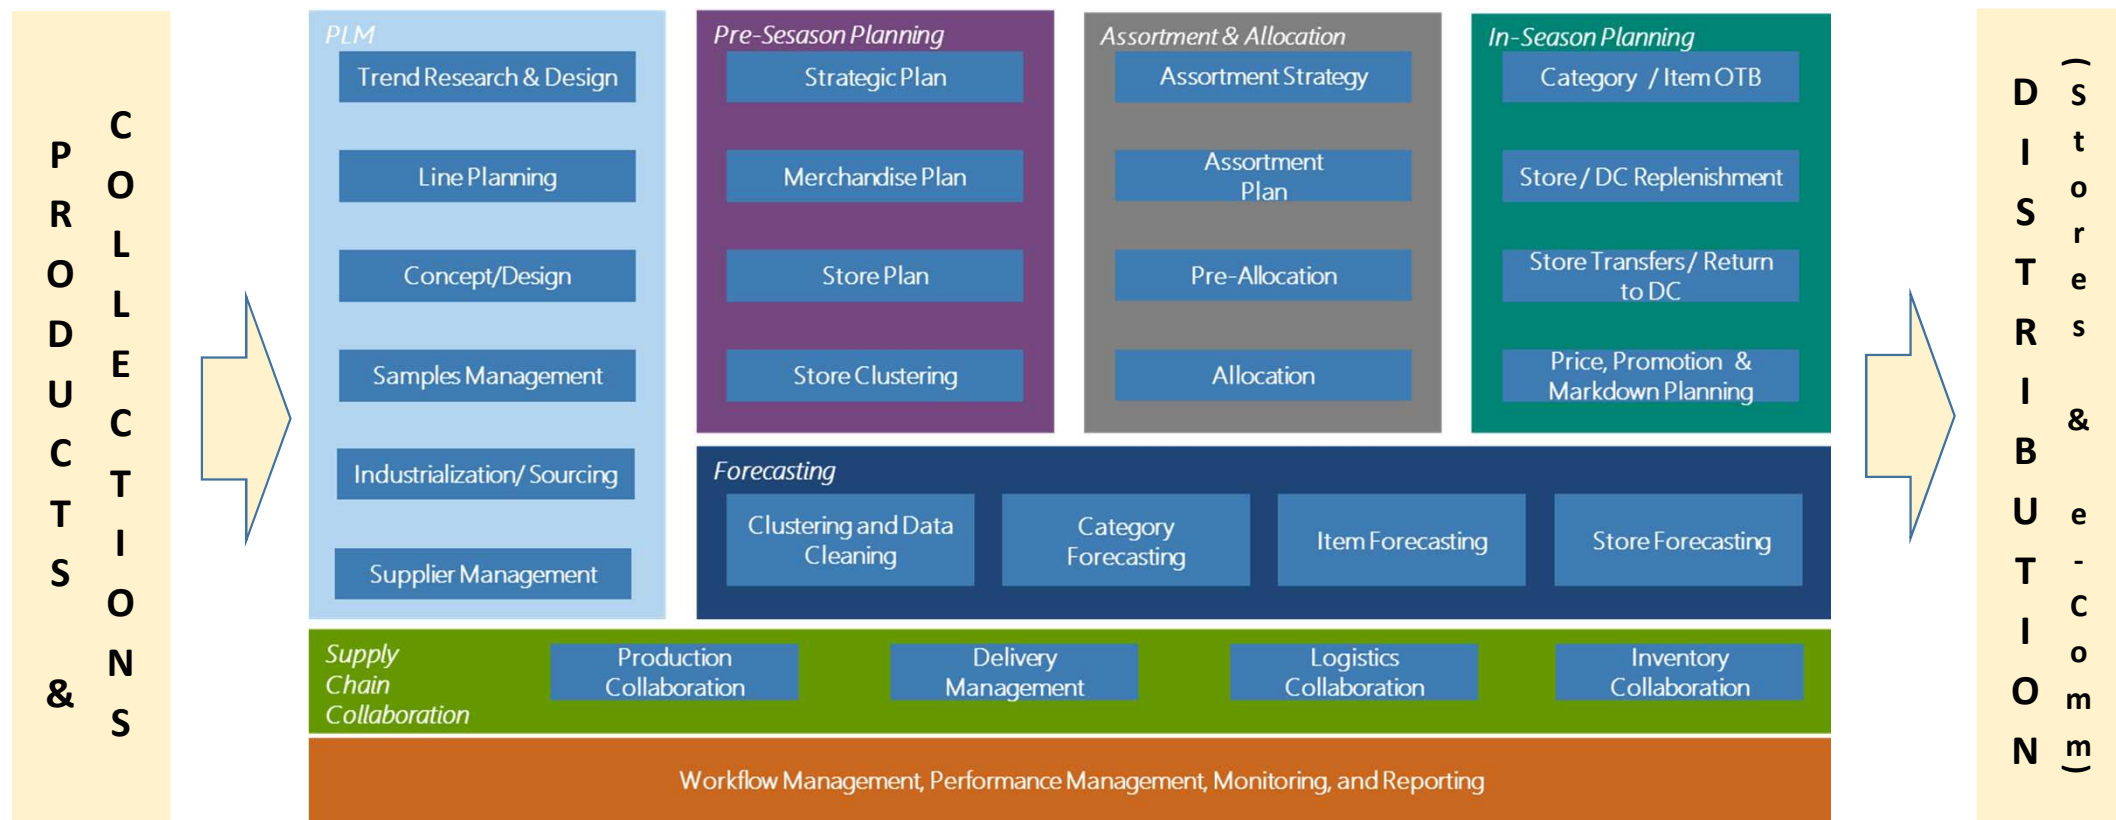 PRODUCTS &
COLLECTIONS
PLM
Trend Research & Design
Line Planning
Concept/Design
Samples Management
Industrialization/ Sourcing
Supplier Management
Pre-Sesason Planning
Strategic Plan
Merchandise Plan
Store Plan
Store Clustering
Assortment & Allocation
Assortment Strategy
Assortment
Plan
Pre-Allocation
Allocation
In-Season Planning
Category / Item OTB
Store / DC Replenishment
Store Transfers / Return
to DC
Price, Promotion &
Markdown Planning
Forecasting
Clustering and Data
Cleaning
Category
Forecasting
Item Forecasting
Store Forecasting
Supply
Chain
Collaboration
Production
Collaboration
Delivery
Management
Logistics
Collaboration
Inventory
Collaboration
Workflow Management, Performance Management, Monitoring, and Reporting
DISTRIBUTION
(Stores & e-Com)